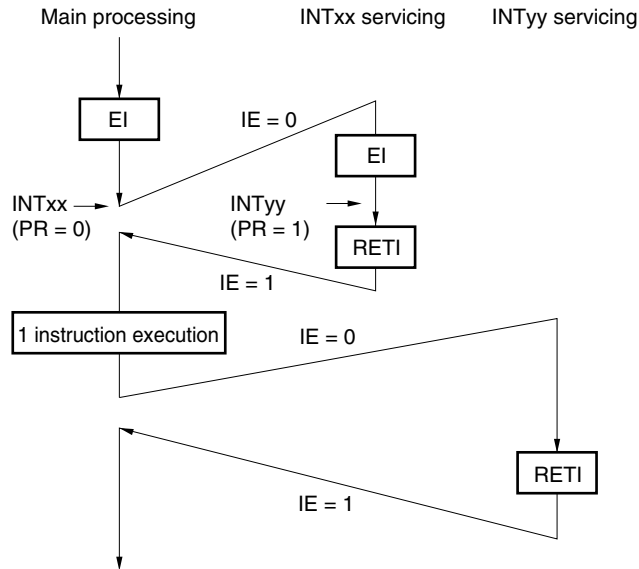 Main processing
INTxx servicing
INTyy servicing
EI
IE = 0
EI
INTxx
(PR = 0)
INTyy
(PR = 1)
RETI
IE = 1
1 instruction execution
IE = 0
RETI
IE = 1